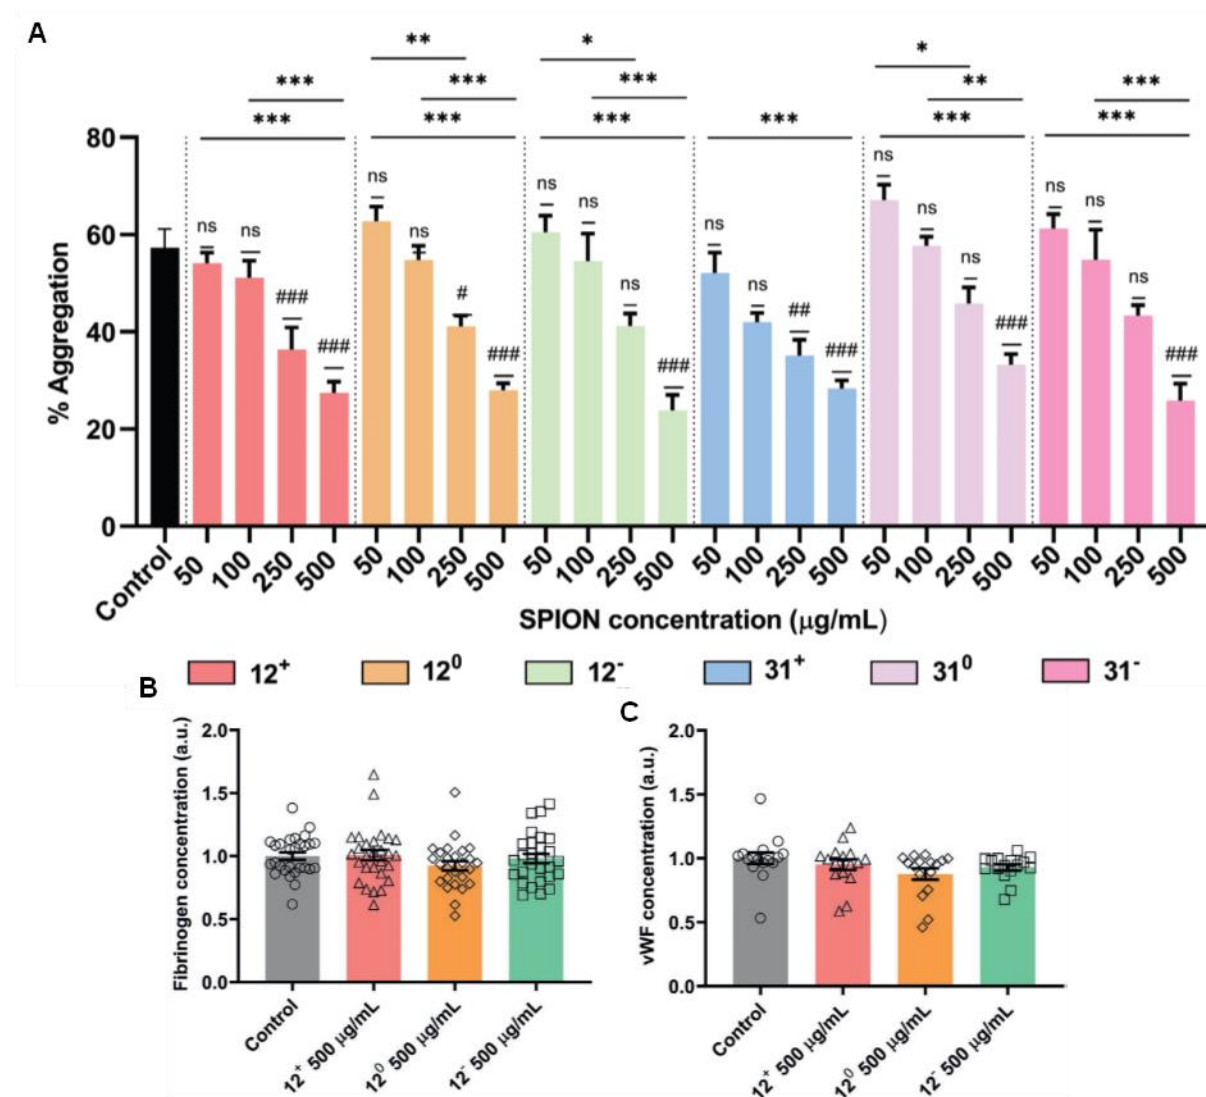 A
** * *
*** *** *** ** ***
*** *** *** *** *** ***
80
60
40
20
0
% Aggregation
ns ns ### ###
ns ns # ###
ns ns ns ###
ns ns ## ###
ns ns ns ###
ns ns ns ###
Control 50 100 250 500 50 100 250 500 50 100 250 500 50 100 250 500 50 100 250 500 50 100 250 500
SPION concentration (μg/mL)
12⁺ 12⁰ 12⁻ 31⁺ 31⁰ 31⁻
B
Fibrinogen concentration (a.u.)
2.0
1.5
1.0
0.5
0.0
Control 12⁺ 500 μg/mL 12⁰ 500 μg/mL 12⁻ 500 μg/mL
C
vWF concentration (a.u.)
2.0
1.5
1.0
0.5
0.0
Control 12⁺ 500 μg/mL 12⁰ 500 μg/mL 12⁻ 500 μg/mL